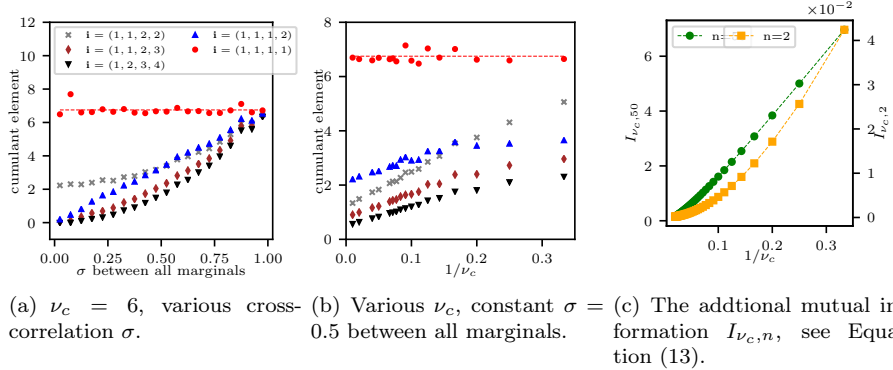 cumulant element
12
10
8
6
4
2
0
i = (1, 1, 2, 2)
i = (1, 1, 2, 3)
i = (1, 2, 3, 4)
i = (1, 1, 1, 2)
i = (1, 1, 1, 1)
0.00 0.25 0.50 0.75 1.00
σ between all marginals
cumulant element
8
6
4
2
0
0.0 0.1 0.2 0.3
1/ν_c
×10⁻²
n=
n=2
I_{ν_c,50}
6
4
2
0
0.1 0.2 0.3
1/ν_c
4
3
2
1
0
I_{ν_c,2}
(a) ν_c = 6, various cross-
correlation σ.
(b) Various ν_c, constant σ =
0.5 between all marginals.
(c) The addtional mutual in
formation I_{ν_c,n}, see Equa
tion (13).